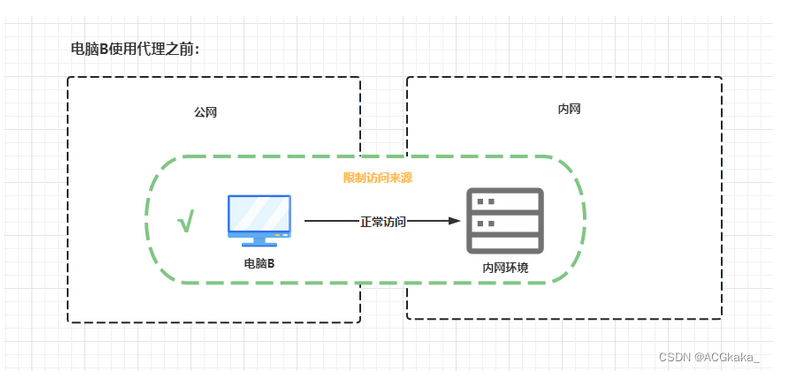 电脑B使用代理之前：
公网
内网
限制访问来源
√
正常访问
电脑B
内网环境
CSDN @ACGkaka_